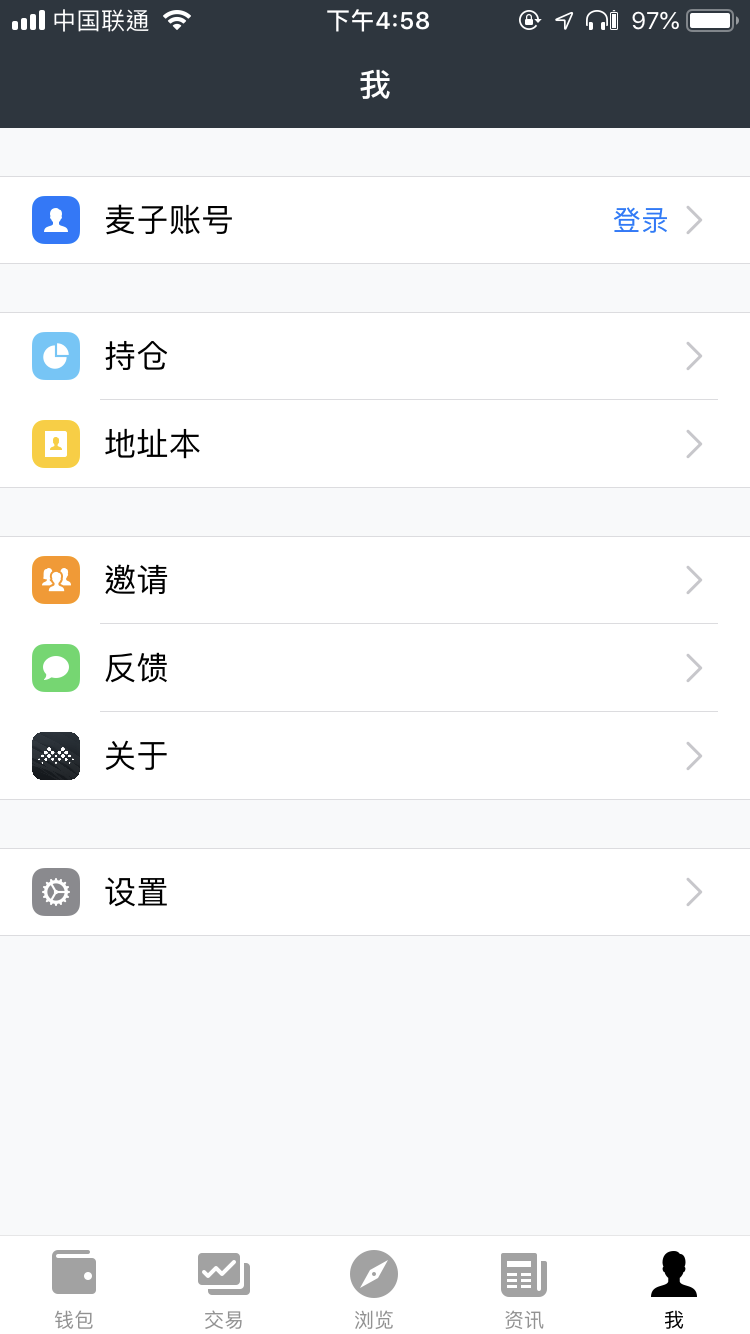 中国联通 下午4:58 97%
我
麦子账号 登录
持仓
地址本
邀请
反馈
关于
设置
钱包 交易 浏览 资讯 我